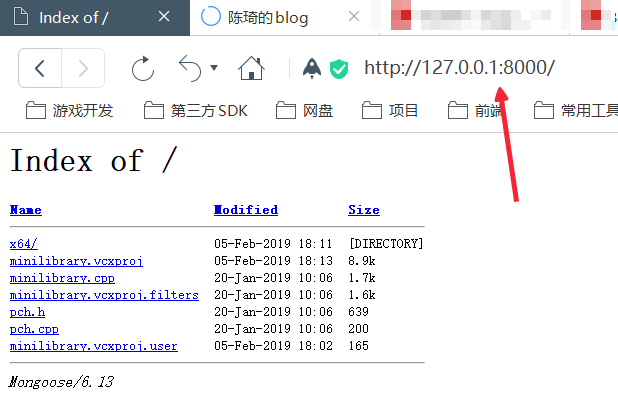 Index of /
陈琦的blog
http://127.0.0.1:8000/
游戏开发 第三方SDK 网盘 项目 前端 常用工具
Index of /
Name Modified Size
x64/ 05-Feb-2019 18:11 [DIRECTORY]
minilibrary.vcxproj 05-Feb-2019 18:13 8.9k
minilibrary.cpp 20-Jan-2019 10:06 1.7k
minilibrary.vcxproj.filters 20-Jan-2019 10:06 1.6k
pch.h 20-Jan-2019 10:06 639
pch.cpp 20-Jan-2019 10:06 200
minilibrary.vcxproj.user 05-Feb-2019 18:02 165
Mongoose/6.13